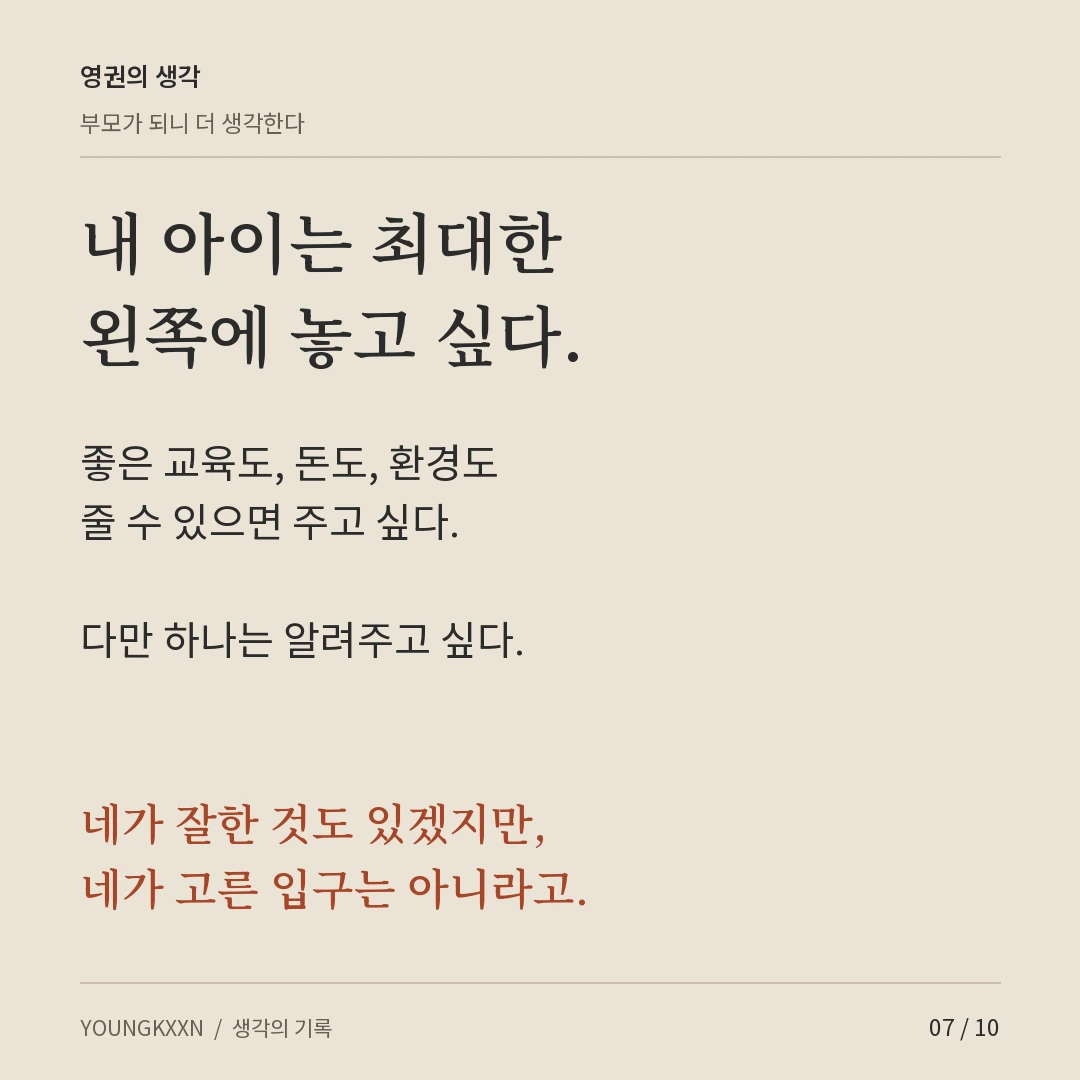 영권의 생각
부모가 되니 더 생각한다
내 아이는 최대한
왼쪽에 놓고 싶다.
좋은 교육도, 돈도, 환경도
줄 수 있으면 주고 싶다.
다만 하나는 알려주고 싶다.
네가 잘한 것도 있겠지만,
네가 고른 입구는 아니라고.
YOUNGKXXN / 생각의 기록
07 / 10